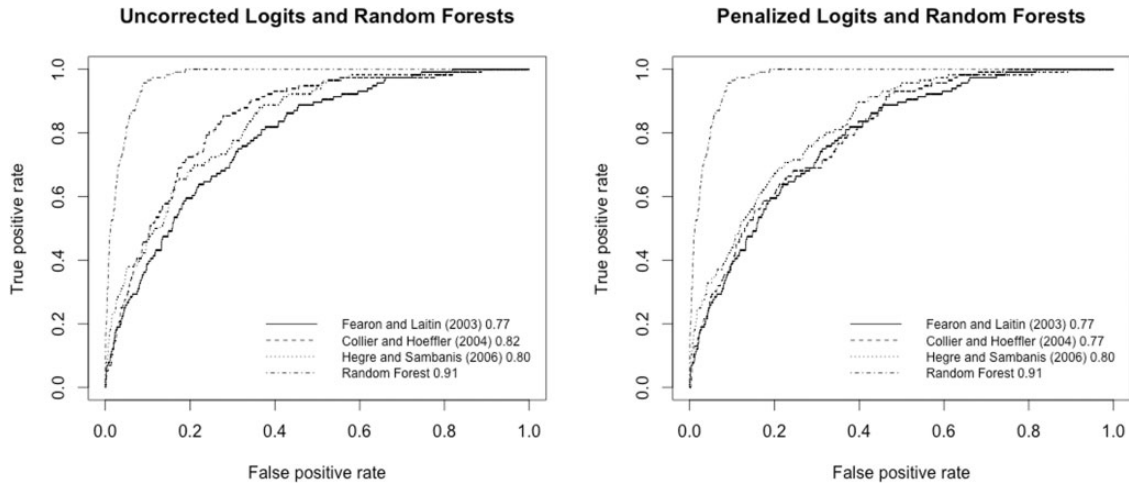 Uncorrected Logits and Random Forests
True positive rate
1.0
0.8
0.6
0.4
0.2
0.0
Fearon and Laitin (2003) 0.77
Collier and Hoeffler (2004) 0.82
Hegre and Sambanis (2006) 0.80
Random Forest 0.91
0.0 0.2 0.4 0.6 0.8 1.0
False positive rate
Penalized Logits and Random Forests
True positive rate
1.0
0.8
0.6
0.4
0.2
0.0
Fearon and Laitin (2003) 0.77
Collier and Hoeffler (2004) 0.77
Hegre and Sambanis (2006) 0.80
Random Forest 0.91
0.0 0.2 0.4 0.6 0.8 1.0
False positive rate